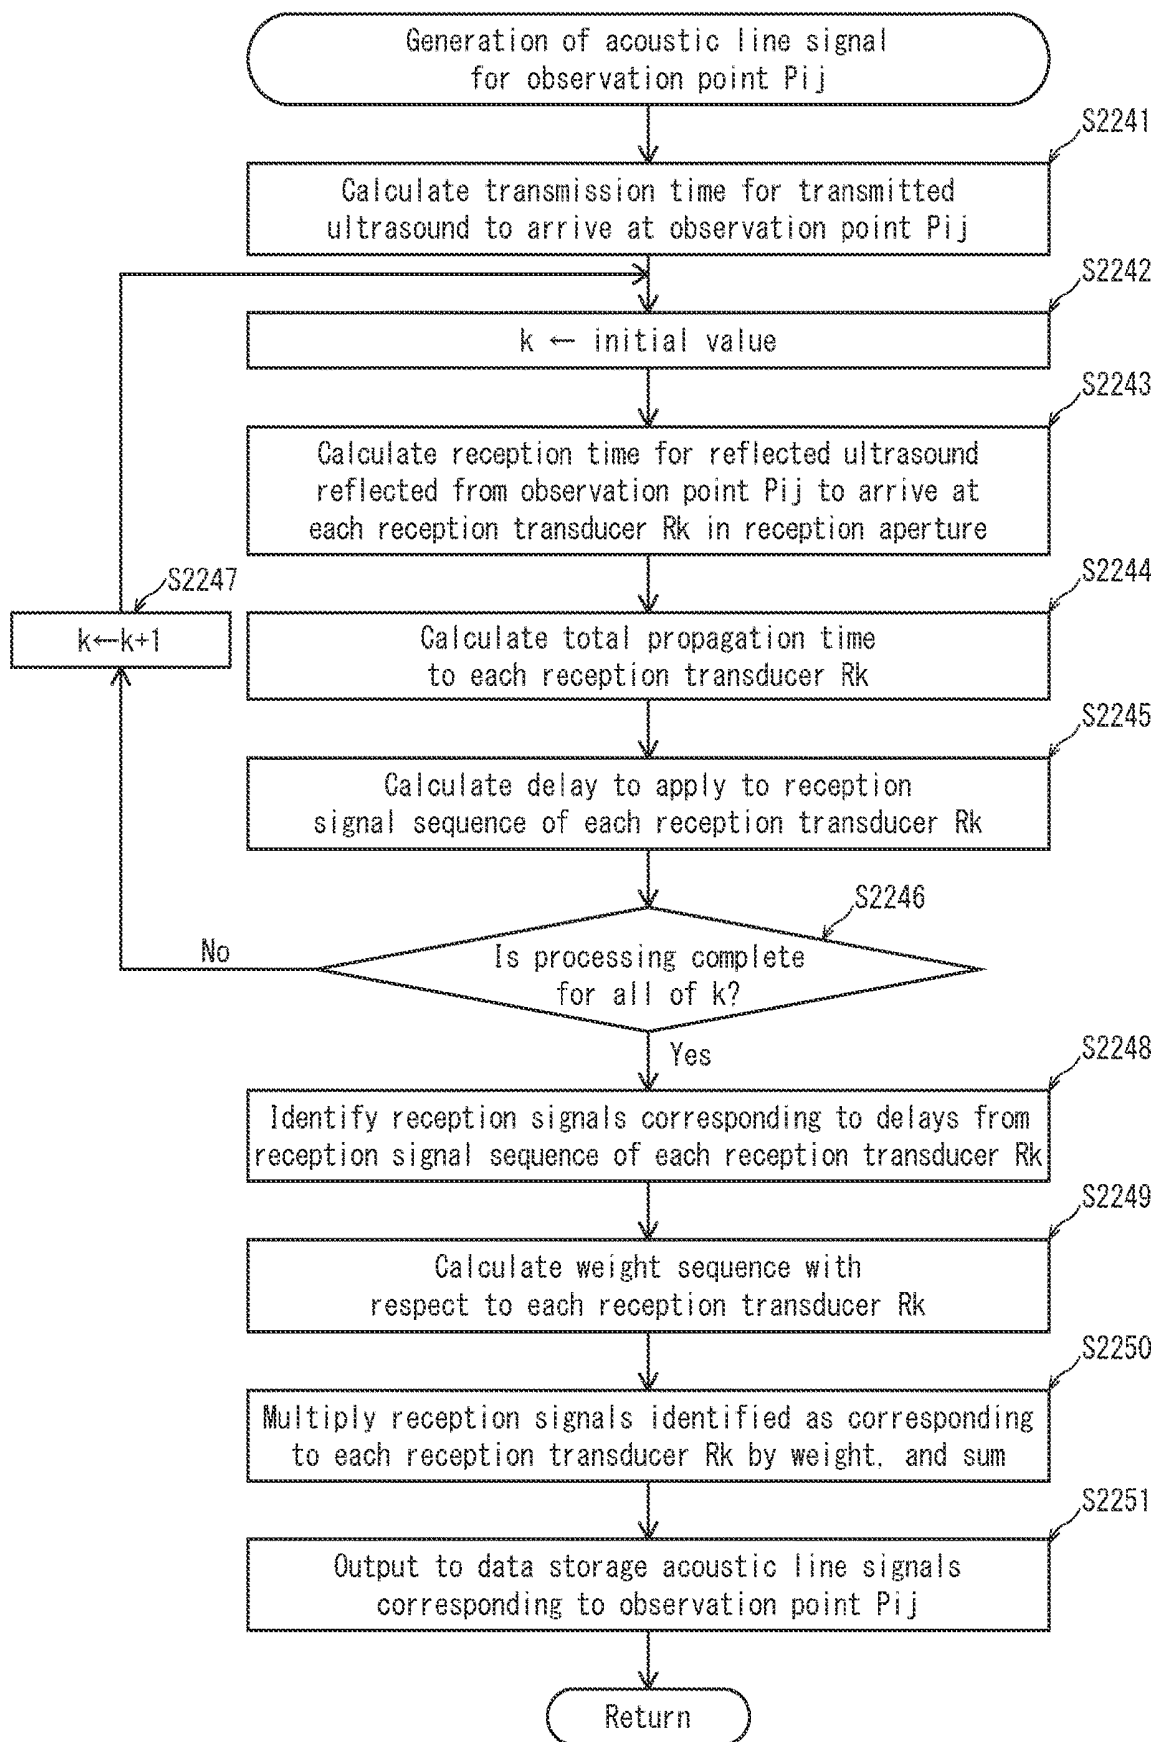 Generation of acoustic line signal
for observation point Pij
S2241
Calculate transmission time for transmitted
ultrasound to arrive at observation point Pij
S2242
k ← initial value
S2243
Calculate reception time for reflected ultrasound
reflected from observation point Pij to arrive at
each reception transducer Rk in reception aperture
S2247
k←k+1
S2244
Calculate total propagation time
to each reception transducer Rk
S2245
Calculate delay to apply to reception
signal sequence of each reception transducer Rk
S2246
No
Is processing complete
for all of k?
Yes
S2248
Identify reception signals corresponding to delays from
reception signal sequence of each reception transducer Rk
S2249
Calculate weight sequence with
respect to each reception transducer Rk
S2250
Multiply reception signals identified as corresponding
to each reception transducer Rk by weight, and sum
S2251
Output to data storage acoustic line signals
corresponding to observation point Pij
Return